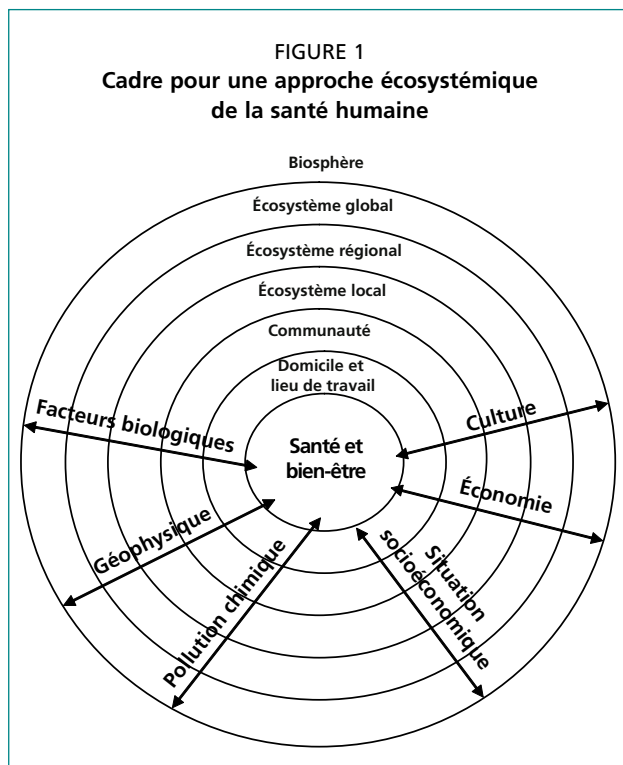 FIGURE 1
Cadre pour une approche écosystémique
de la santé humaine
Biosphère
Écosystème global
Écosystème régional
Écosystème local
Communauté
Domicile et
lieu de travail
Santé et
bien-être
Facteurs biologiques
Géophysique
Pollution chimique
Situation
socioéconomique
Économie
Culture